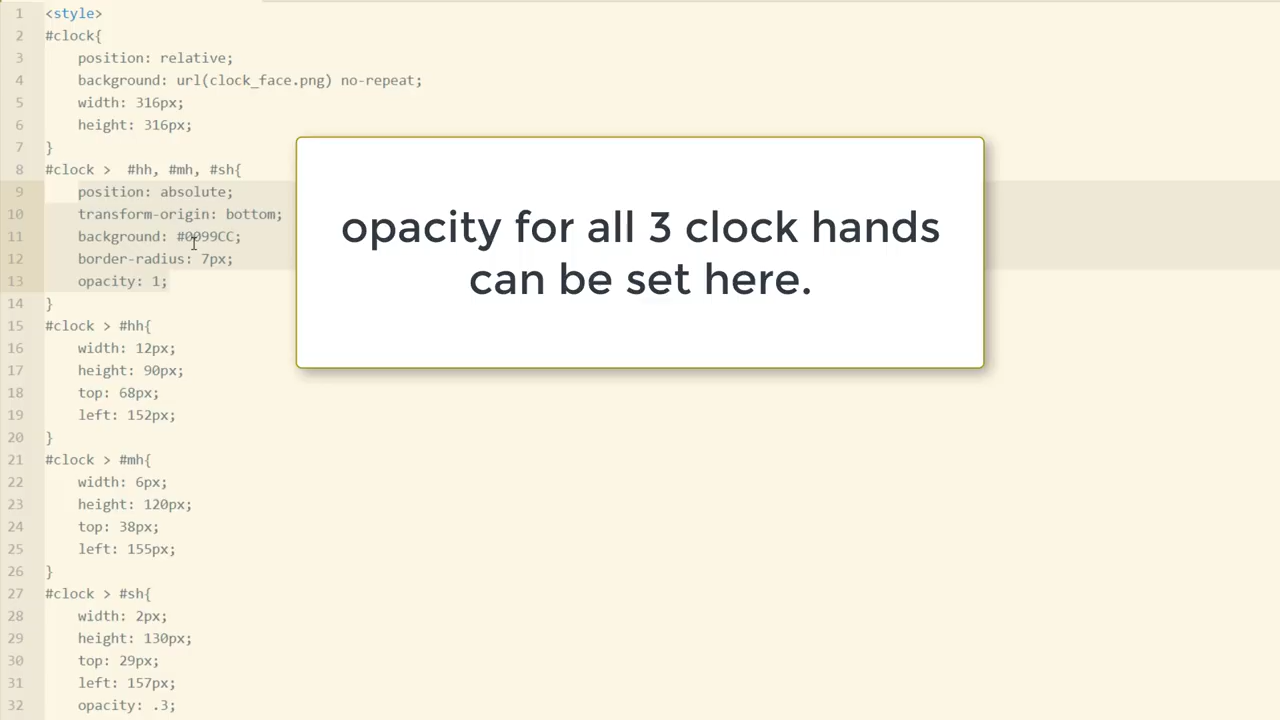 1 <style>
2 #clock{
3 position: relative;
4 background: url(clock_face.png) no-repeat;
5 width: 316px;
6 height: 316px;
7 }
8 #clock >  #hh, #mh, #sh{
9 position: absolute;
10 transform-origin: bottom;
11 background: #0099CC;
12 border-radius: 7px;
13 opacity: 1;
14 }
15 #clock > #hh{
16 width: 12px;
17 height: 90px;
18 top: 68px;
19 left: 152px;
20 }
21 #clock > #mh{
22 width: 6px;
23 height: 120px;
24 top: 38px;
25 left: 155px;
26 }
27 #clock > #sh{
28 width: 2px;
29 height: 130px;
30 top: 29px;
31 left: 157px;
32 opacity: .3;
opacity for all 3 clock hands
can be set here.